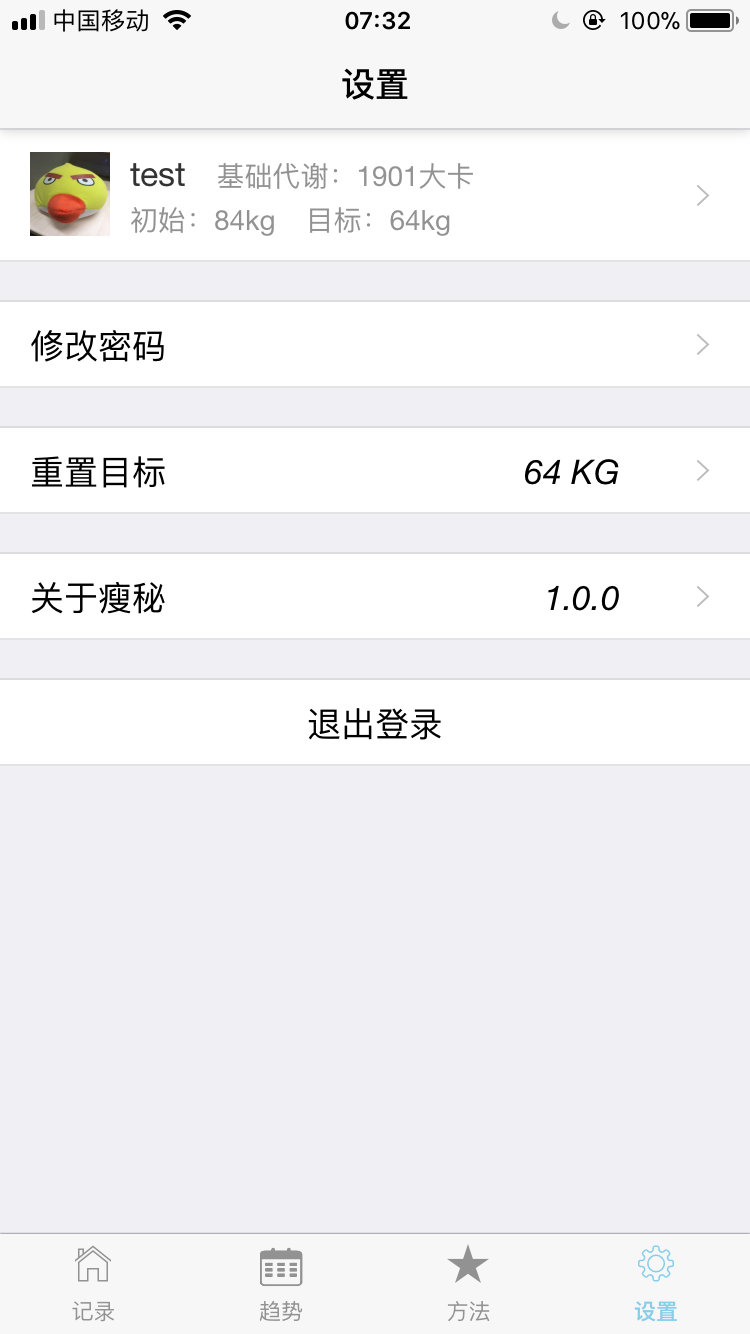 中国移动 07:32 100%
设置
test 基础代谢：1901大卡
初始：84kg 目标：64kg
修改密码
重置目标 64 KG
关于瘦秘 1.0.0
退出登录
记录 趋势 方法 设置